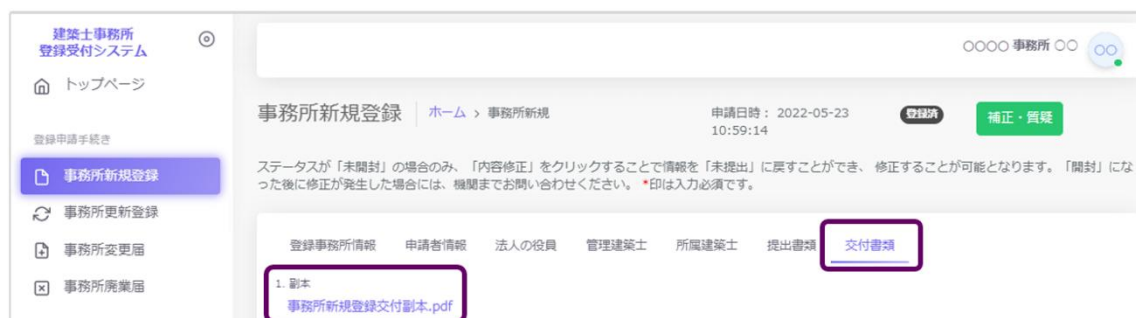 建築士事務所
登録受付システム
トップページ
登録申請手続き
事務所新規登録
事務所更新登録
事務所変更届
事務所廃業届
〇〇〇〇 事務所 〇〇
〇〇
事務所新規登録 ホーム › 事務所新規
申請日時： 2022-05-23
10:59:14
登録済
補正・質疑
ステータスが「未開封」の場合のみ、「内容修正」をクリックすることで情報を「未提出」に戻すことができ、 修正することが可能となります。「開封」にな
った後に修正が発生した場合には、機関までお問い合わせください。 *印は入力必須です。
登録事務所情報 申請者情報 法人の役員 管理建築士 所属建築士 提出書類 交付書類
1. 副本
事務所新規登録交付副本.pdf